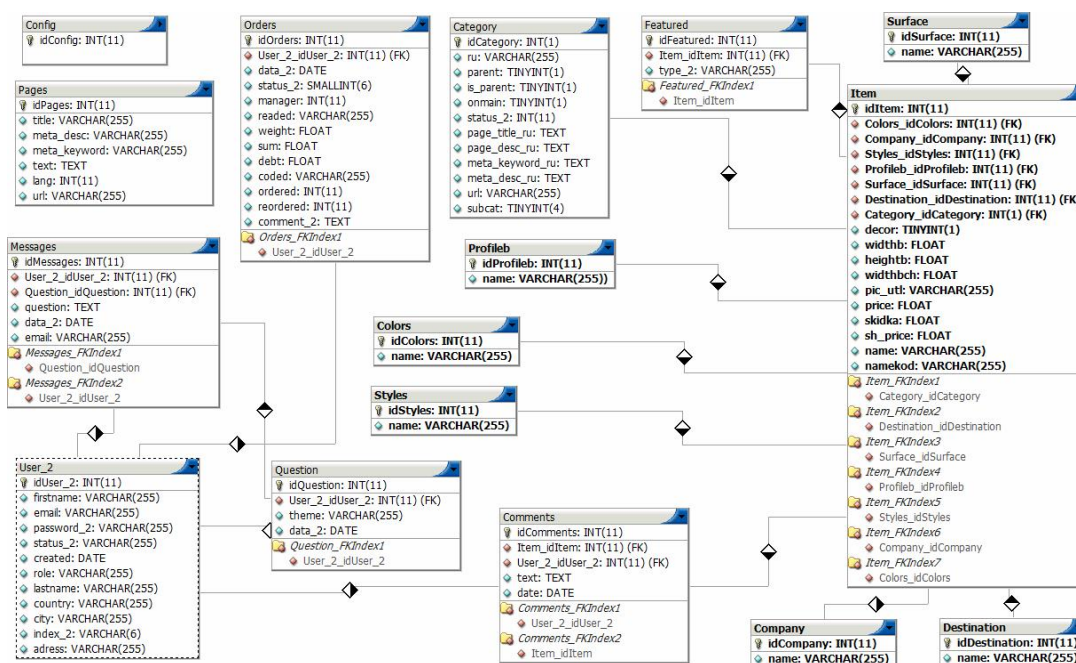 Config
idConfig: INT(11)
Pages
idPages: INT(11)
title: VARCHAR(255)
meta_desc: VARCHAR(255)
meta_keyword: VARCHAR(255)
text: TEXT
lang: INT(11)
url: VARCHAR(255)
Orders
idOrders: INT(11)
User_2_idUser_2: INT(11) (FK)
data_2: DATE
status_2: SMALLINT(6)
manager: INT(11)
readed: VARCHAR(255)
weight: FLOAT
sum: FLOAT
debt: FLOAT
coded: VARCHAR(255)
ordered: INT(11)
reordered: INT(11)
comment_2: TEXT
Orders_FKIndex1
User_2_idUser_2
Category
idCategory: INT(1)
ru: VARCHAR(255)
parent: TINYINT(1)
is_parent: TINYINT(1)
onmain: TINYINT(1)
status_2: INT(11)
page_title_ru: TEXT
page_desc_ru: TEXT
meta_keyword_ru: TEXT
meta_desc_ru: TEXT
url: VARCHAR(255)
subcat: TINYINT(4)
Featured
idFeatured: INT(11)
Item_idItem: INT(11) (FK)
type_2: VARCHAR(255)
Featured_FKIndex1
Item_idItem
Surface
idSurface: INT(11)
name: VARCHAR(255)
Item
idItem: INT(11)
Colors_idColors: INT(11) (FK)
Company_idCompany: INT(11) (FK)
Styles_idStyles: INT(11) (FK)
Profileb_idProfileb: INT(11) (FK)
Surface_idSurface: INT(11) (FK)
Destination_idDestination: INT(11) (FK)
Category_idCategory: INT(1) (FK)
decor: TINYINT(1)
widthb: FLOAT
heightb: FLOAT
widthbch: FLOAT
pic_utl: VARCHAR(255)
price: FLOAT
skidka: FLOAT
sh_price: FLOAT
name: VARCHAR(255)
namekod: VARCHAR(255)
Item_FKIndex1
Category_idCategory
Item_FKIndex2
Destination_idDestination
Item_FKIndex3
Surface_idSurface
Item_FKIndex4
Profileb_idProfileb
Item_FKIndex5
Styles_idStyles
Item_FKIndex6
Company_idCompany
Item_FKIndex7
Colors_idColors
Messages
idMessages: INT(11)
User_2_idUser_2: INT(11) (FK)
Question_idQuestion: INT(11) (FK)
question: TEXT
data_2: DATE
email: VARCHAR(255)
Messages_FKIndex1
Question_idQuestion
Messages_FKIndex2
User_2_idUser_2
Profileb
idProfileb: INT(11)
name: VARCHAR(255))
Colors
idColors: INT(11)
name: VARCHAR(255)
Styles
idStyles: INT(11)
name: VARCHAR(255)
User_2
idUser_2: INT(11)
firstname: VARCHAR(255)
email: VARCHAR(255)
password_2: VARCHAR(255)
status_2: VARCHAR(255)
created: DATE
role: VARCHAR(255)
lastname: VARCHAR(255)
country: VARCHAR(255)
city: VARCHAR(255)
index_2: VARCHAR(6)
adress: VARCHAR(255)
Question
idQuestion: INT(11)
User_2_idUser_2: INT(11) (FK)
theme: VARCHAR(255)
data_2: DATE
Question_FKIndex1
User_2_idUser_2
Comments
idComments: INT(11)
Item_idItem: INT(11) (FK)
User_2_idUser_2: INT(11) (FK)
text: TEXT
date: DATE
Comments_FKIndex1
User_2_idUser_2
Comments_FKIndex2
Item_idItem
Company
idCompany: INT(11)
name: VARCHAR(255)
Destination
idDestination: INT(11)
name: VARCHAR(255)